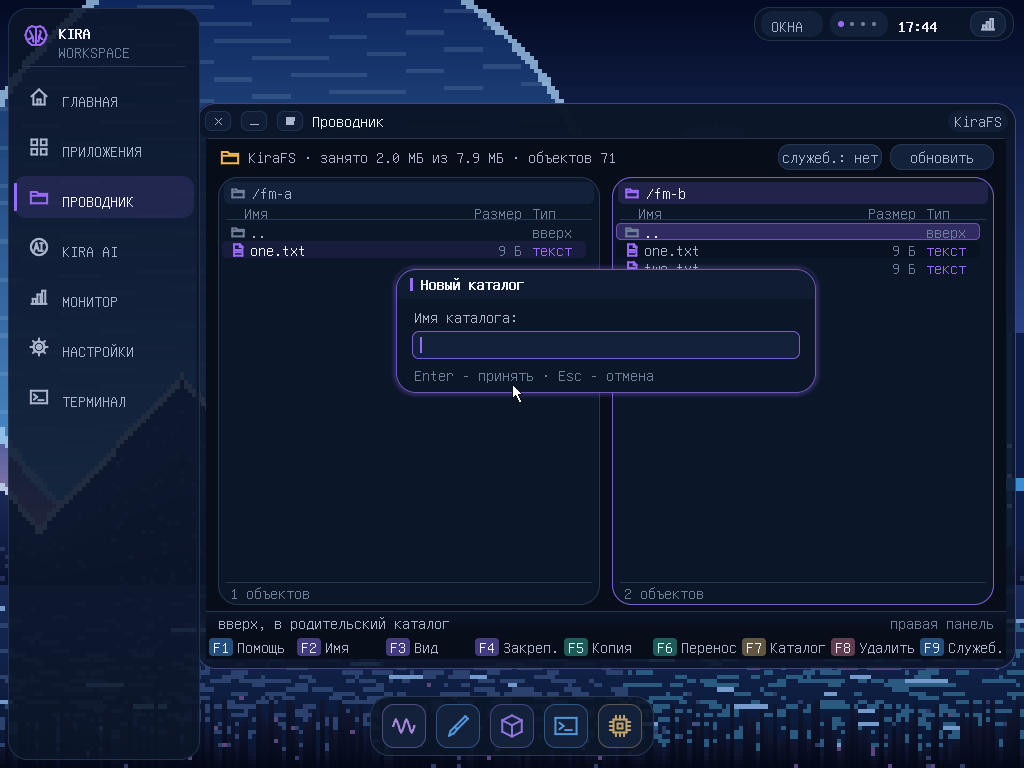 KIRA
WORKSPACE
ГЛАВНАЯ
ПРИЛОЖЕНИЯ
ПРОВОДНИК
KIRA AI
МОНИТОР
НАСТРОЙКИ
ТЕРМИНАЛ
ОКНА
17:44
Проводник
KiraFS
KiraFS · занято 2.0 МБ из 7.9 МБ · объектов 71
служеб.: нет
обновить
/fm-a
Имя Размер Тип
.. вверх
one.txt 9 Б текст
1 объектов
/fm-b
Имя Размер Тип
.. вверх
one.txt 9 Б текст
two.txt 9 Б текст
2 объектов
Новый каталог
Имя каталога:
Enter - принять · Esc - отмена
вверх, в родительский каталог
правая панель
F1 Помощь F2 Имя F3 Вид F4 Закреп. F5 Копия F6 Перенос F7 Каталог F8 Удалить F9 Служеб.